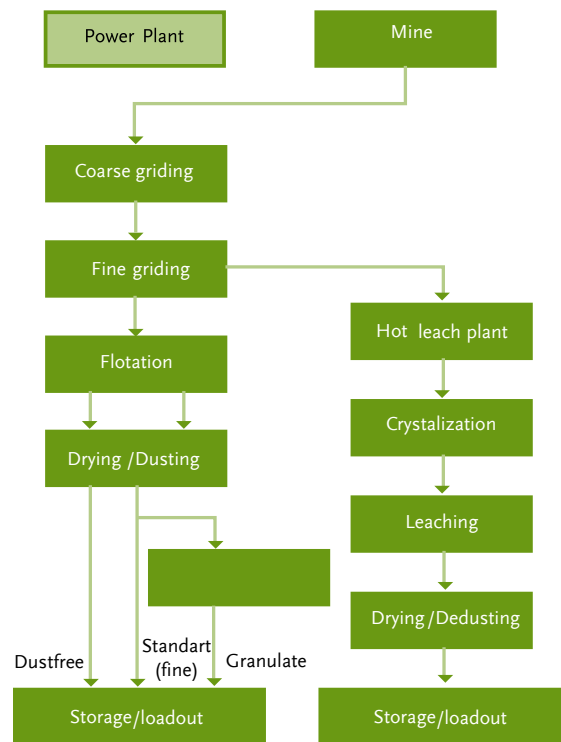 Power Plant
Mine
Coarse griding
Fine griding
Hot leach plant
Flotation
Crystalization
Drying /Dusting
Leaching
Drying/Dedusting
Dustfree
Standart
(fine)
Granulate
Storage/loadout
Storage/loadout